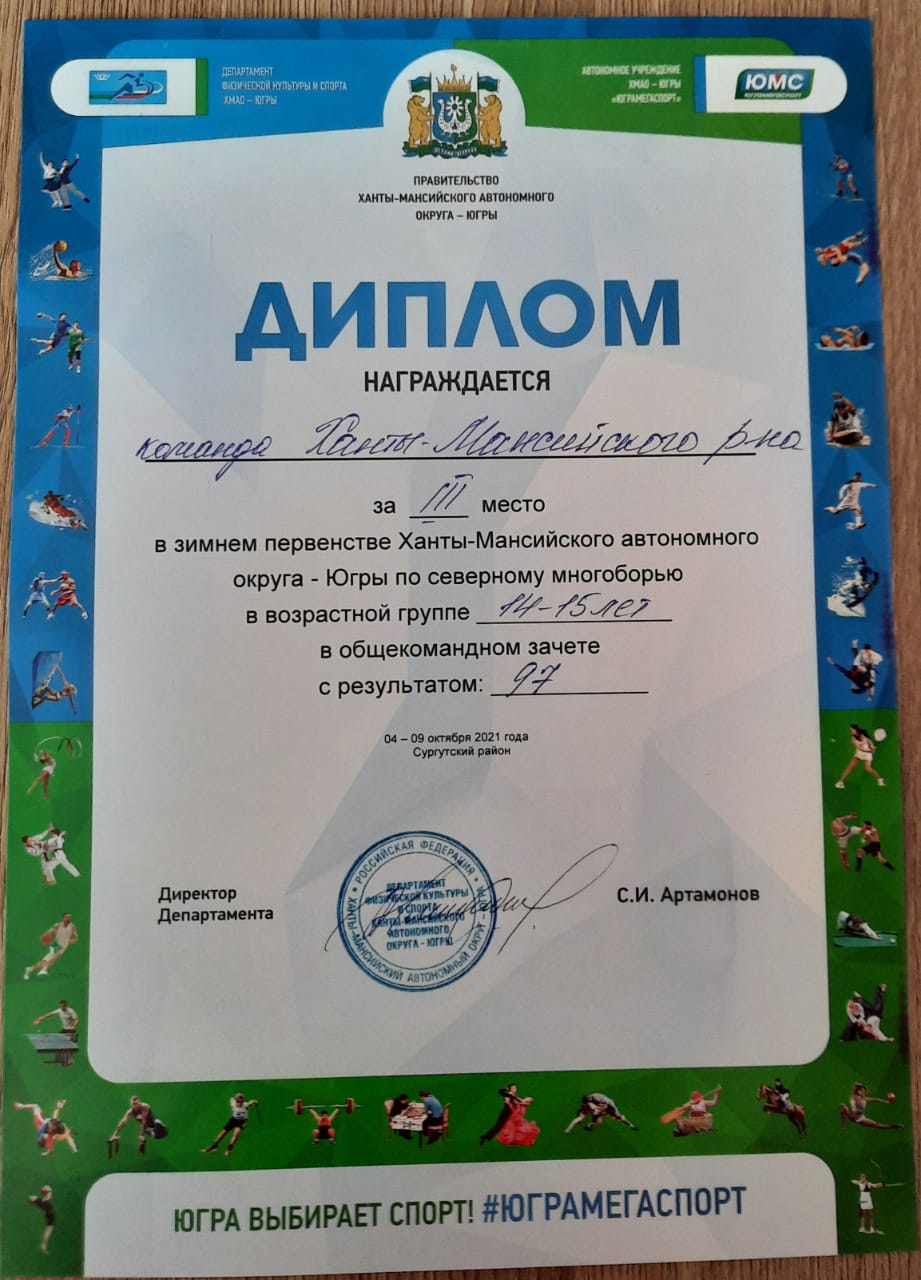 ДЕПАРТАМЕНТ
ФИЗИЧЕСКОЙ КУЛЬТУРЫ И СПОРТА
ХМАО – ЮГРЫ
АВТОНОМНОЕ УЧРЕЖДЕНИЕ
ХМАО – ЮГРЫ
«ЮГРАМЕГАСПОРТ»
ЮМС
ЮГРАМЕГАСПОРТ
ПРАВИТЕЛЬСТВО
ХАНТЫ-МАНСИЙСКОГО АВТОНОМНОГО
ОКРУГА – ЮГРЫ
ДИПЛОМ
НАГРАЖДАЕТСЯ
команда Ханты-Мансийского р-на
за III место
в зимнем первенстве Ханты-Мансийского автономного
округа - Югры по северному многоборью
в возрастной группе 14-15 лет
в общекомандном зачете
с результатом: 97
04 – 09 октября 2021 года
Сургутский район
Директор
Департамента
РОССИЙСКАЯ ФЕДЕРАЦИЯ
ХАНТЫ-МАНСИЙСКИЙ АВТОНОМНЫЙ ОКРУГ - ЮГРА
ДЕПАРТАМЕНТ
ФИЗИЧЕСКОЙ КУЛЬТУРЫ
И СПОРТА
ХАНТЫ-МАНСИЙСКОГО
АВТОНОМНОГО
ОКРУГА - ЮГРЫ
С.И. Артамонов
ЮГРА ВЫБИРАЕТ СПОРТ! #ЮГРАМЕГАСПОРТ